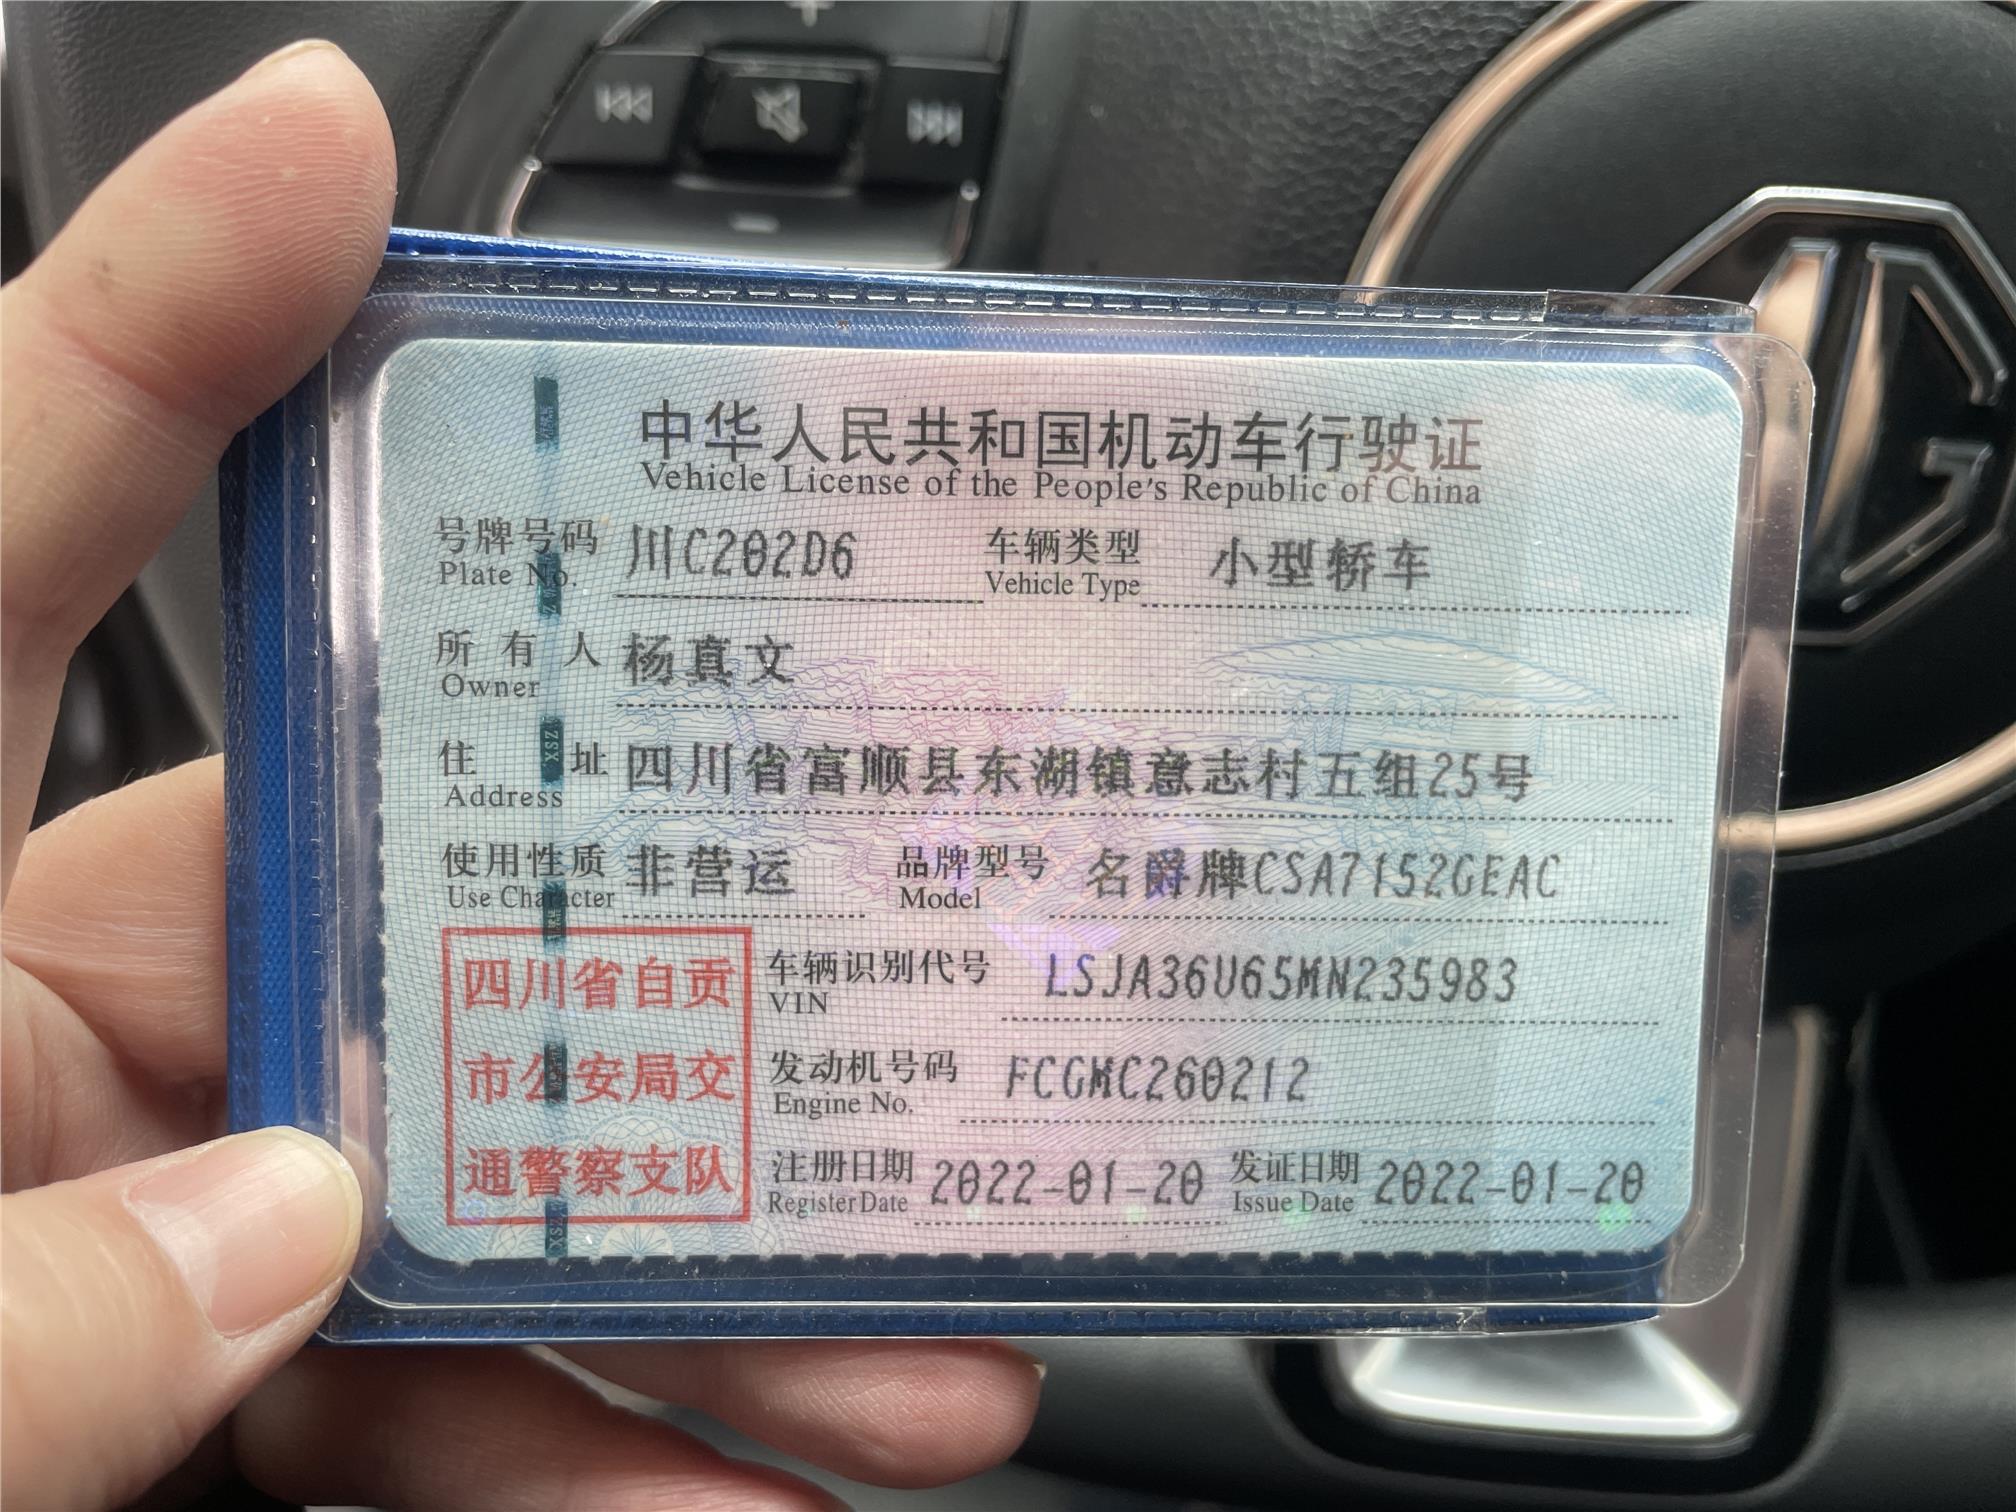 中华人民共和国机动车行驶证
Vehicle License of the People's Republic of China
号牌号码 川C202D6 车辆类型 小型轿车
Plate No. Vehicle Type
所有人 杨真文
Owner
住址 四川省富顺县东湖镇意志村五组25号
Address
使用性质 非营运 品牌型号 名爵牌CSA7152GEAC
Use Character Model
四川省自贡
市公安局交
通警察支队
车辆识别代号 LSJA36U65MN235983
VIN
发动机号码 FCGMC260212
Engine No.
注册日期 2022-01-20 发证日期 2022-01-20
Register Date Issue Date
XSZ
XSZ
MG